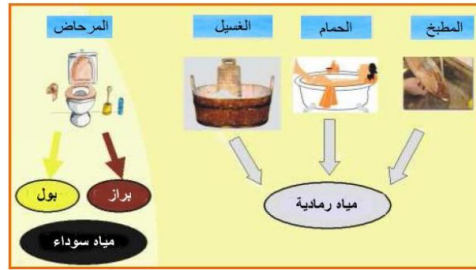 المطبخ
الحمام
الغسيل
المرحاض
مياه رمادية
براز
بول
مياه سوداء